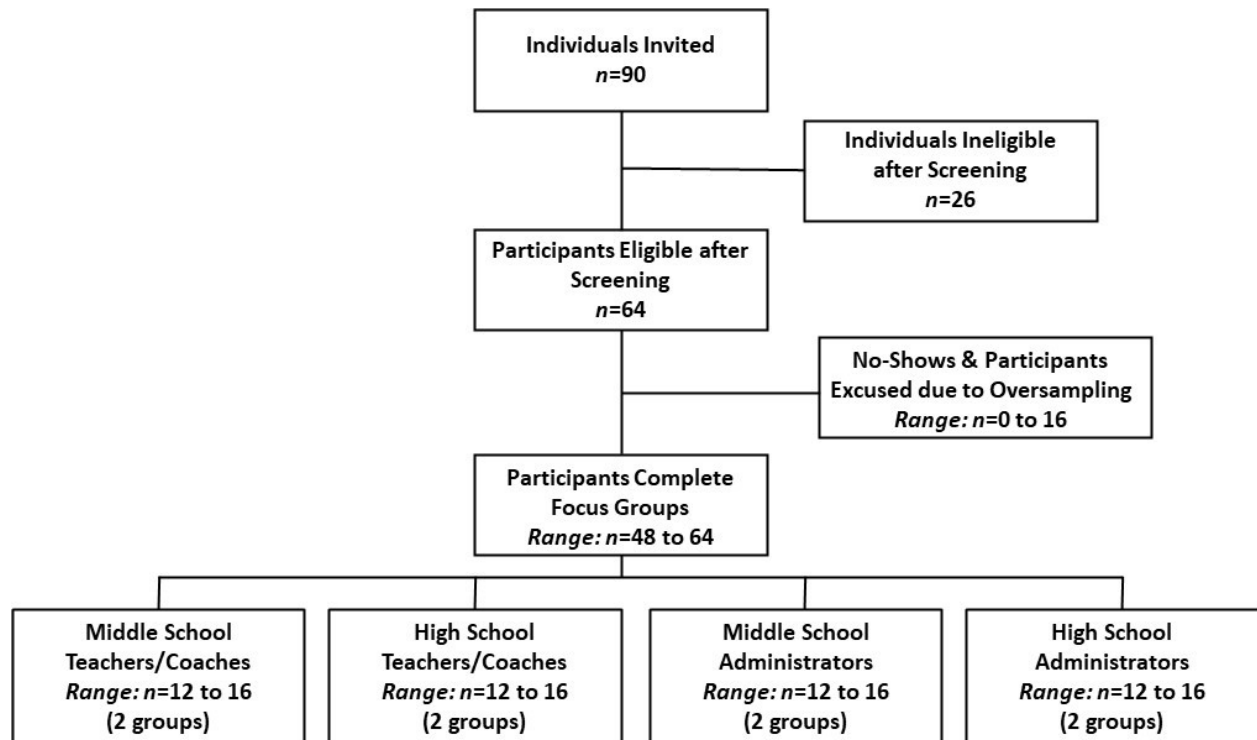 Individuals Invited
n=90
Individuals Ineligible
after Screening
n=26
Participants Eligible after
Screening
n=64
No-Shows & Participants
Excused due to Oversampling
Range: n=0 to 16
Participants Complete
Focus Groups
Range: n=48 to 64
Middle School
Teachers/Coaches
Range: n=12 to 16
(2 groups)
High School
Teachers/Coaches
Range: n=12 to 16
(2 groups)
Middle School
Administrators
Range: n=12 to 16
(2 groups)
High School
Administrators
Range: n=12 to 16
(2 groups)